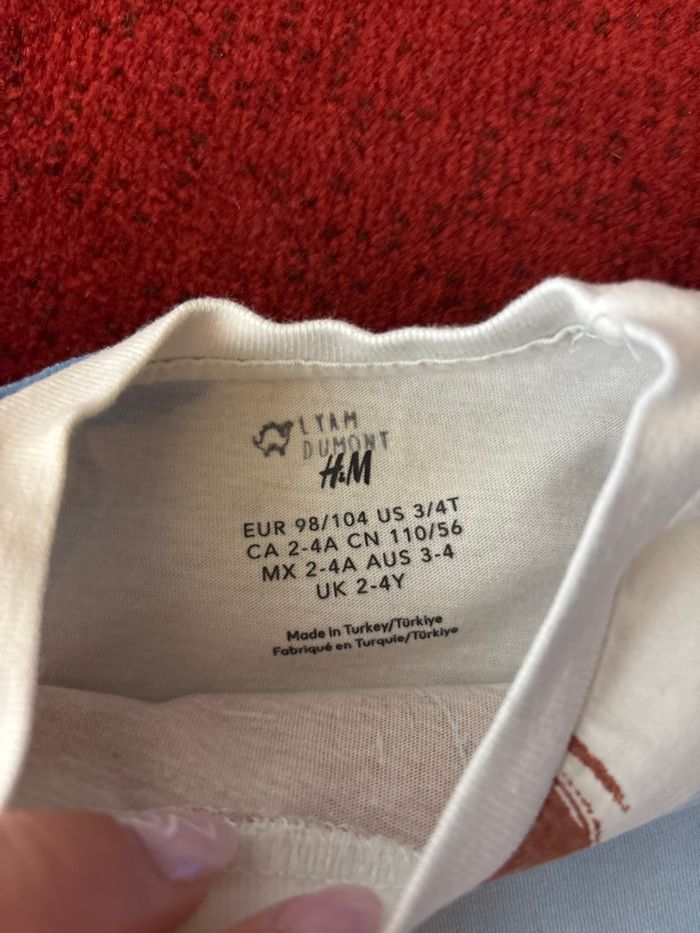 LYAM
DUMONT
H&M
EUR 98/104 US 3/4T
CA 2-4A CN 110/56
MX 2-4A AUS 3-4
UK 2-4Y
Made in Turkey/Türkiye
Fabriqué en Turquie/Türkiye